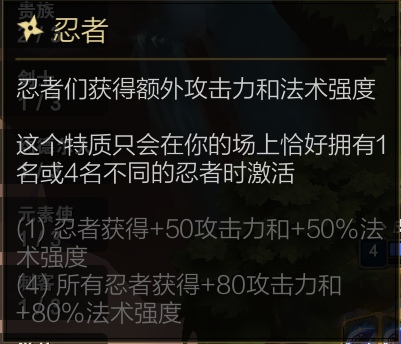 贵族
忍者
剑士
1 / 3
忍者们获得额外攻击力和法术强度
这个特质只会在你的场上恰好拥有1
名或4名不同的忍者时激活
元素使
(1) 忍者获得+50攻击力和+50%法
术强度
4
(4) 所有忍者获得+80攻击力和
+80%法术强度